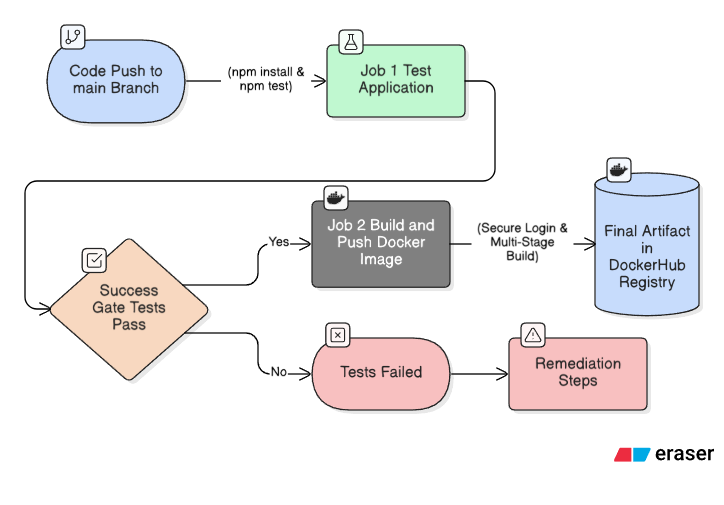 Code Push to
main Branch
(npm install &
npm test)
Job 1 Test
Application
Success
Gate Tests
Pass
Yes
Job 2 Build and
Push Docker
Image
(Secure Login &
Multi-Stage
Build)
Final Artifact
in
DockerHub
Registry
No
Tests Failed
Remediation
Steps
eraser